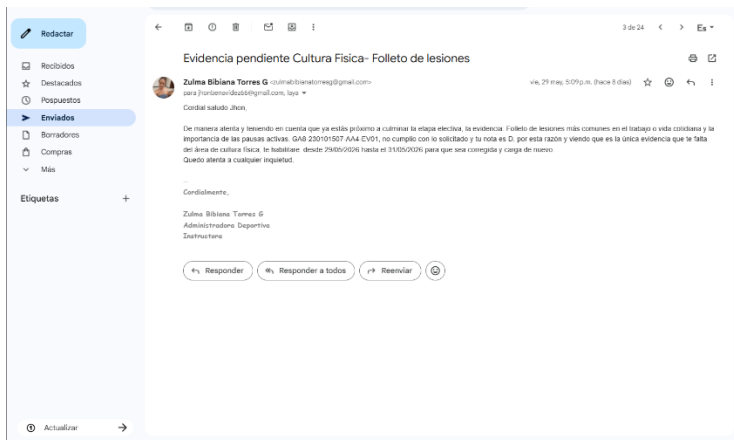 Redactar
3 de 24
Es
Recibidos
Destacados
Pospuestos
Enviados
Borradores
Compras
Más
Etiquetas
Evidencia pendiente Cultura Fisica- Folleto de lesiones
Zulma Bibiana Torres G <zulmabibianatorresg@gmail.com>
vie, 29 may, 5:09 p.m. (hace 8 días)
para
Cordial saludo Jhon,
De manera atenta y teniendo en cuenta que ya estás próximo a culminar la etapa electiva, la evidencia: Folleto de lesiones más comunes en el trabajo o vida cotidiana y la
importancia de las pausas activas. GA8-230101507-AA4-EV01, no cumplio con lo solicitado y tu nota es D, por esta razón y viendo que es la única evidencia que te falta
del área de cultura física, te habilitare desde 29/05/2026 hasta el 31/05/2026 para que sea corregida y carga de nuevo
Quedo atenta a cualquier inquietud.
...
Cordialmente,
Zulma Bibiana Torres G
Administradora Deportiva
Instructora
Responder
Responder a todos
Reenviar
Actualizar